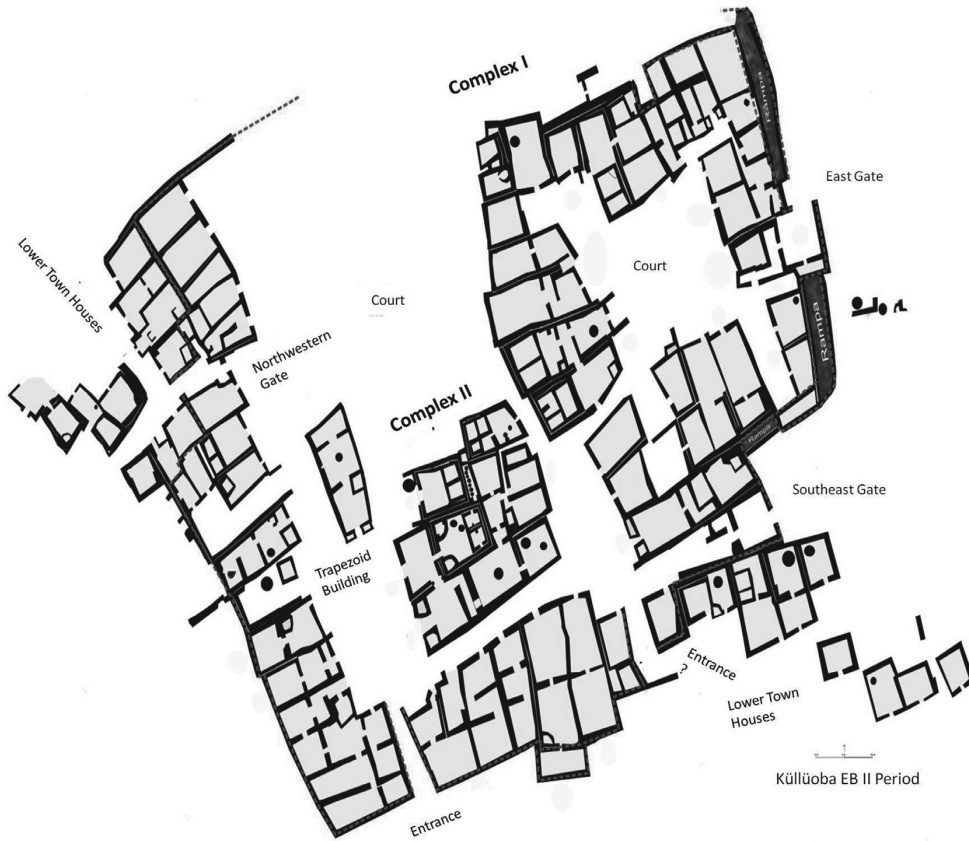 Complex I
Rampa
East Gate
Lower Town Houses
Court
Court
Rampa
Northwestern
Gate
Complex II
Rampa
Southeast Gate
Trapezoid
Building
Entrance
?
Lower Town
Houses
Küllüoba EB II Period
Entrance